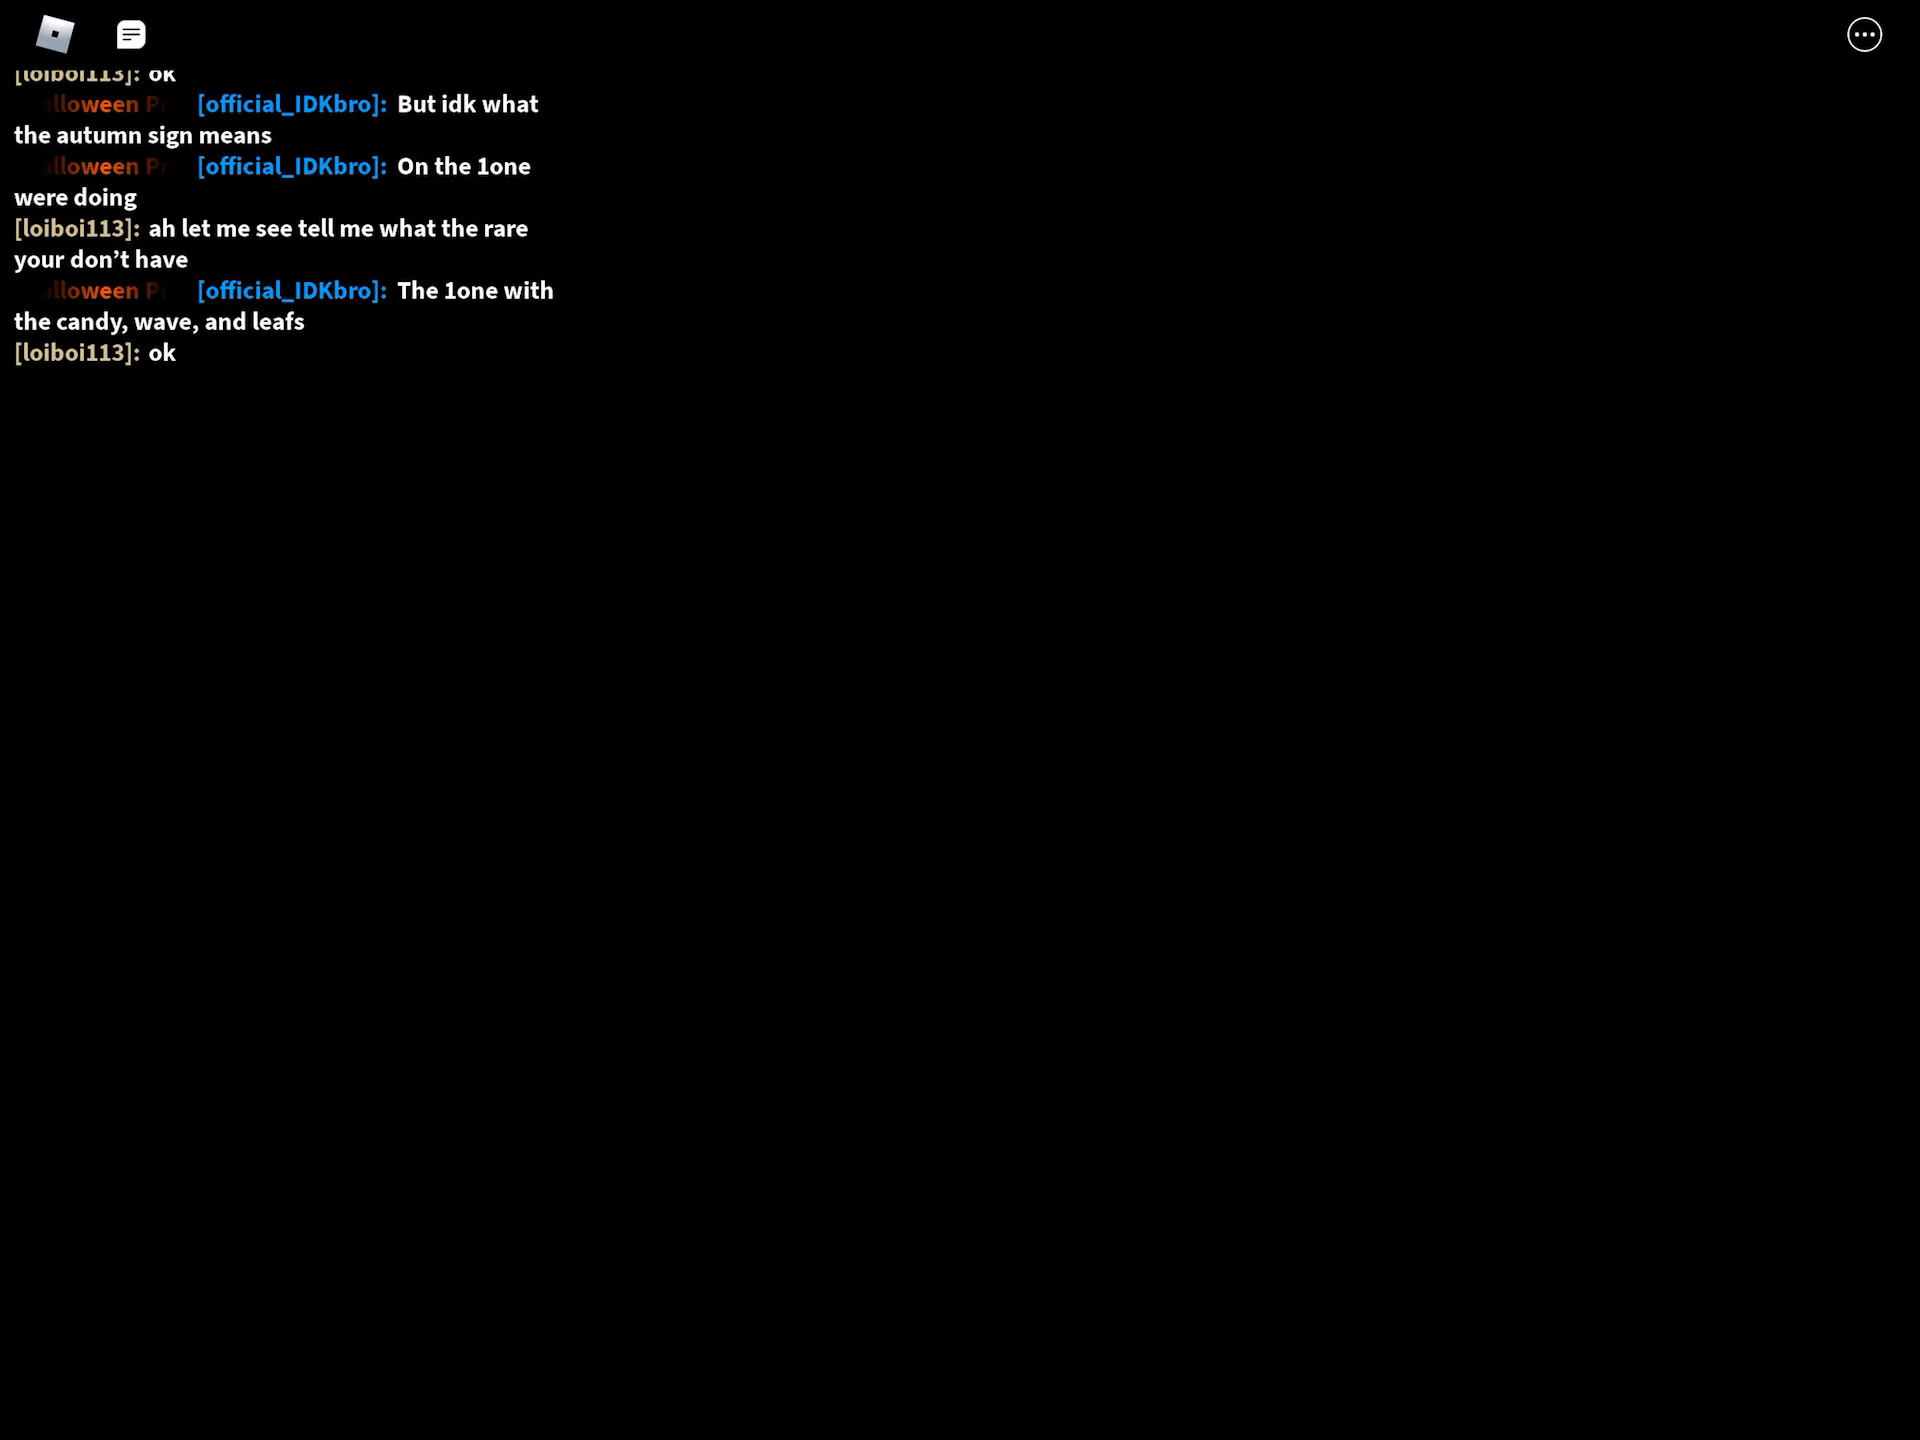 [loiboi113]: ok
lloween P [official_IDKbro]: But idk what
the autumn sign means
lloween P [official_IDKbro]: On the 1one
were doing
[loiboi113]: ah let me see tell me what the rare
your don’t have
lloween P [official_IDKbro]: The 1one with
the candy, wave, and leafs
[loiboi113]: ok